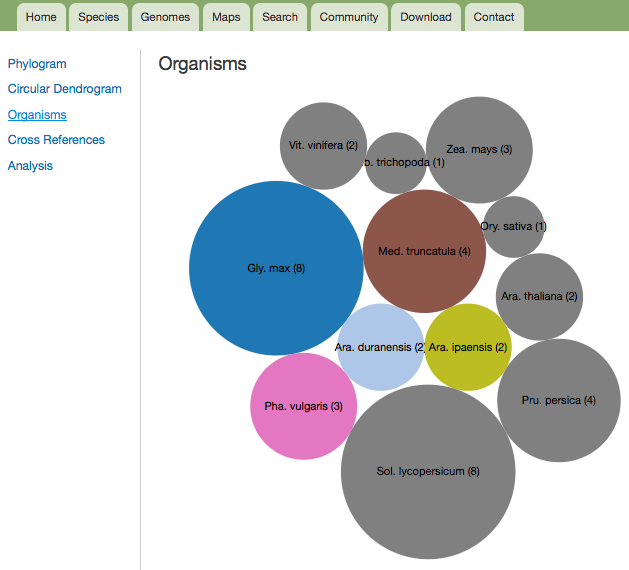 Home Species Genomes Maps Search Community Download Contact
Phylogram
Circular Dendrogram
Organisms
Cross References
Analysis
Organisms
Vit. vinifera (2)
b. trichopoda (1)
Zea. mays (3)
Ory. sativa (1)
Med. truncatula (4)
Gly. max (8)
Ara. thaliana (2)
Ara. duranensis (2)
Ara. ipaensis (2)
Pha. vulgaris (3)
Pru. persica (4)
Sol. lycopersicum (8)